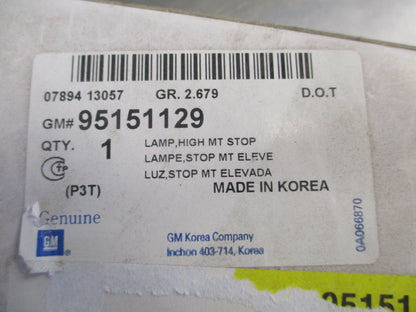 07894 13057 GR. 2.679 D.O.T
GM# 95151129
QTY. 1 LAMP,HIGH MT STOP
LAMPE,STOP MT ELEVE
LUZ,STOP MT ELEVADA
(P3T) MADE IN KOREA
Genuine
GM
GM Korea Company
Inchon 403-714, Korea
0A066870
95151